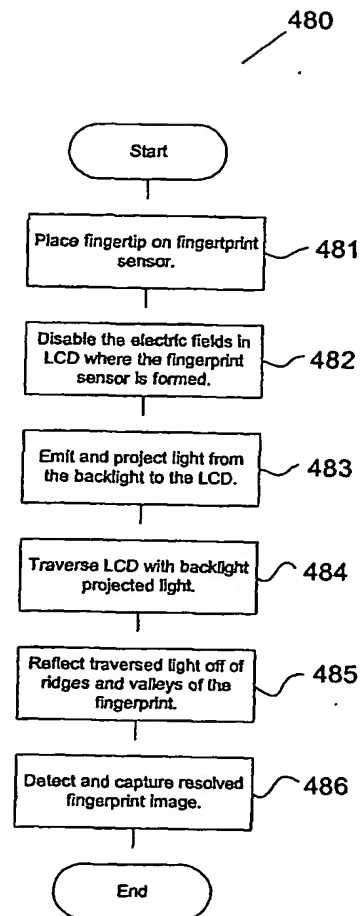 480
Start
Place fingertip on fingertprint
sensor.
481
Disable the electric fields in
LCD where the fingerprint
sensor is formed.
482
Emit and project light from
the backlight to the LCD.
483
Traverse LCD with backlight
projected light.
484
Reflect traversed light off of
ridges and valleys of the
fingerprint.
485
Detect and capture resolved
fingerprint image.
486
End